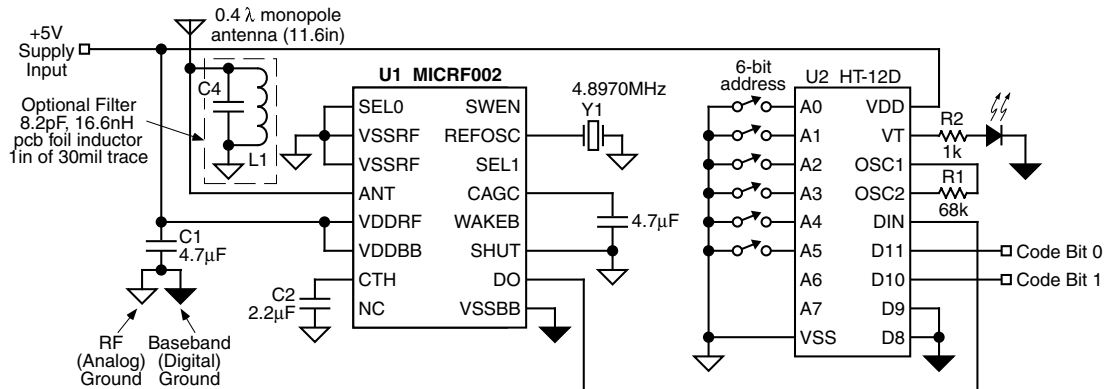 0.4 λ monopole
antenna (11.6in)
+5V
Supply
Input
C4
Optional Filter
8.2pF, 16.6nH
pcb foil inductor
1in of 30mil trace
L1
C1
4.7µF
RF
(Analog)
Ground
Baseband
(Digital)
Ground
C2
2.2µF
U1 MICRF002
SEL0
VSSRF
VSSRF
ANT
VDDRF
VDDBB
CTH
NC
SWEN
REFOSC
SEL1
CAGC
WAKEB
SHUT
DO
VSSBB
4.8970MHz
Y1
4.7µF
6-bit
address
U2 HT-12D
A0
A1
A2
A3
A4
A5
A6
A7
VSS
VDD
VT
OSC1
OSC2
DIN
D11
D10
D9
D8
R2
1k
R1
68k
Code Bit 0
Code Bit 1